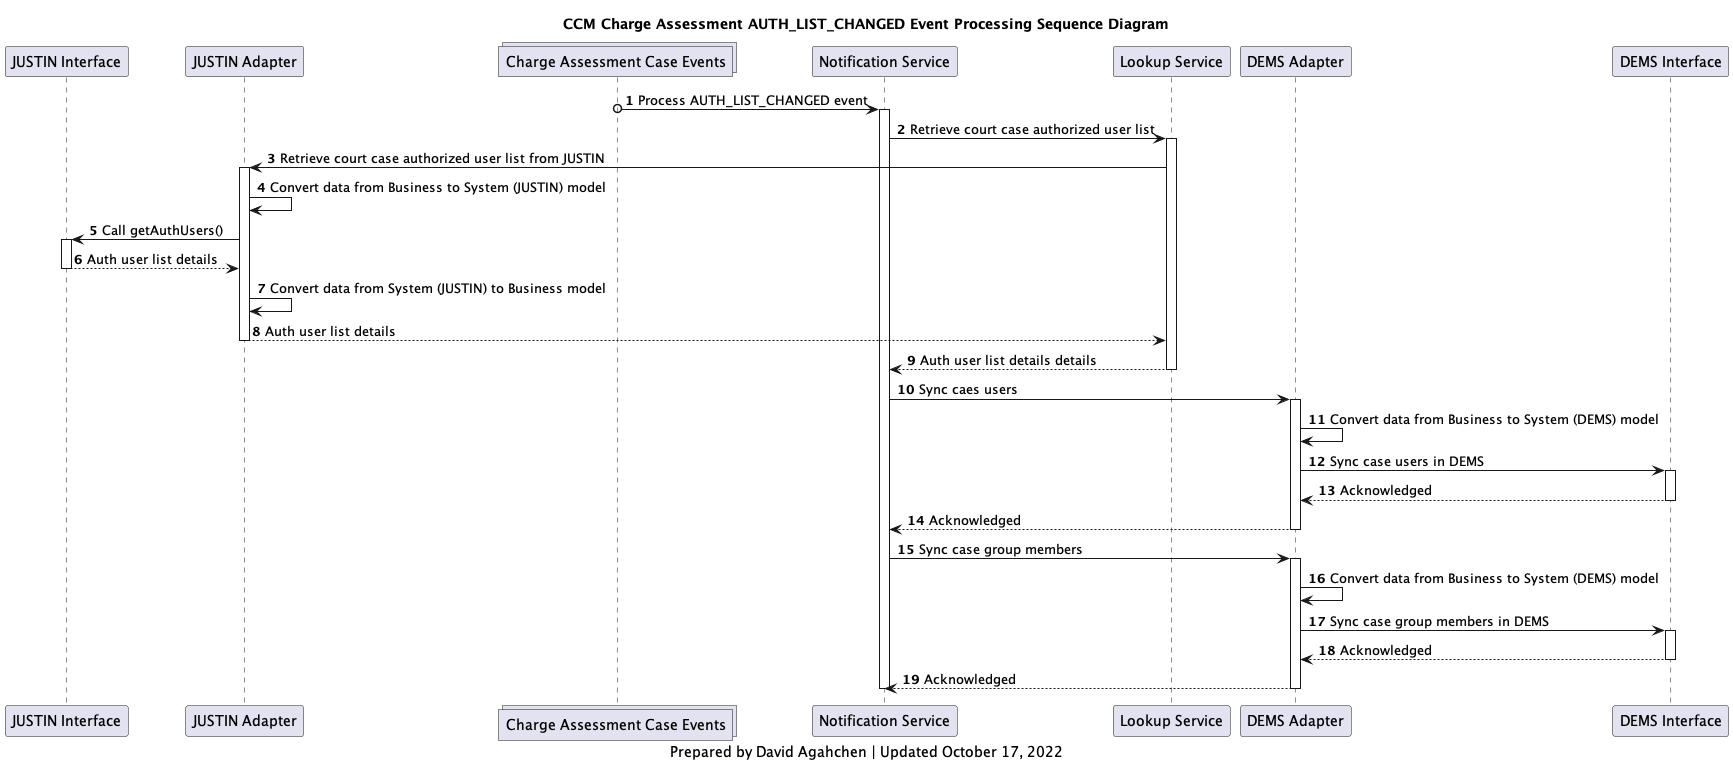 CCM Charge Assessment AUTH_LIST_CHANGED Event Processing Sequence Diagram
JUSTIN Interface
JUSTIN Adapter
Charge Assessment Case Events
Notification Service
Lookup Service
DEMS Adapter
DEMS Interface
1 Process AUTH_LIST_CHANGED event
2 Retrieve court case authorized user list
3 Retrieve court case authorized user list from JUSTIN
4 Convert data from Business to System (JUSTIN) model
5 Call getAuthUsers()
6 Auth user list details
7 Convert data from System (JUSTIN) to Business model
8 Auth user list details
9 Auth user list details details
10 Sync caes users
11 Convert data from Business to System (DEMS) model
12 Sync case users in DEMS
13 Acknowledged
14 Acknowledged
15 Sync case group members
16 Convert data from Business to System (DEMS) model
17 Sync case group members in DEMS
18 Acknowledged
19 Acknowledged
JUSTIN Interface
JUSTIN Adapter
Charge Assessment Case Events
Notification Service
Lookup Service
DEMS Adapter
DEMS Interface
Prepared by David Agahchen | Updated October 17, 2022